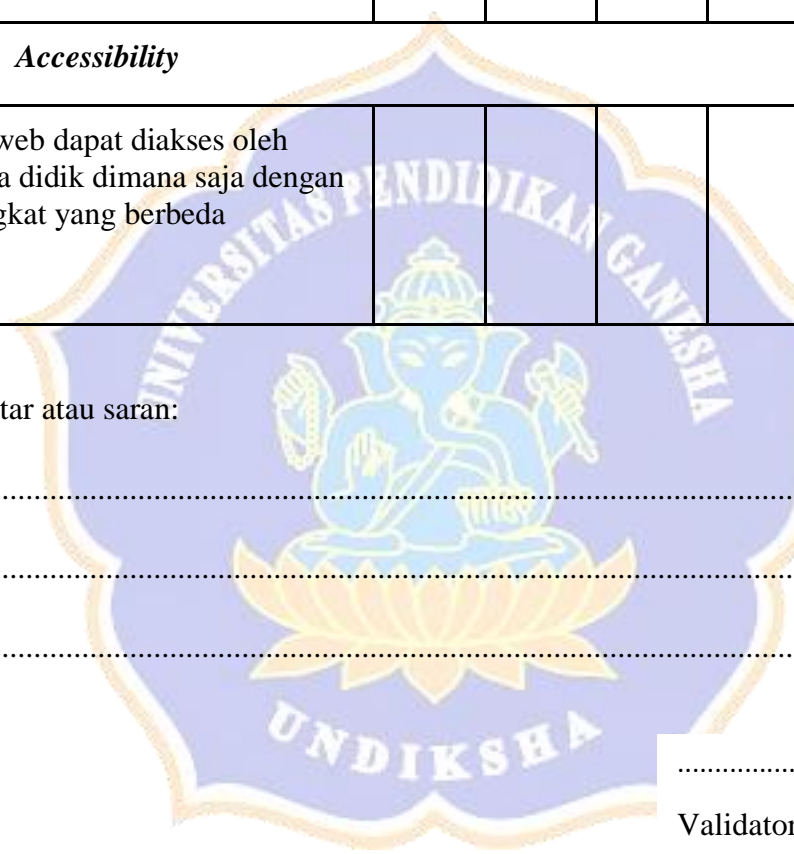 Accessibility
web dapat diakses oleh
a didik dimana saja dengan
gkat yang berbeda
UNIVERSITAS PENDIDIKAN GANESHA
tar atau saran:
................................................................................................
................................................................................................
................................................................................................
UNDIKSHA
................
Validator